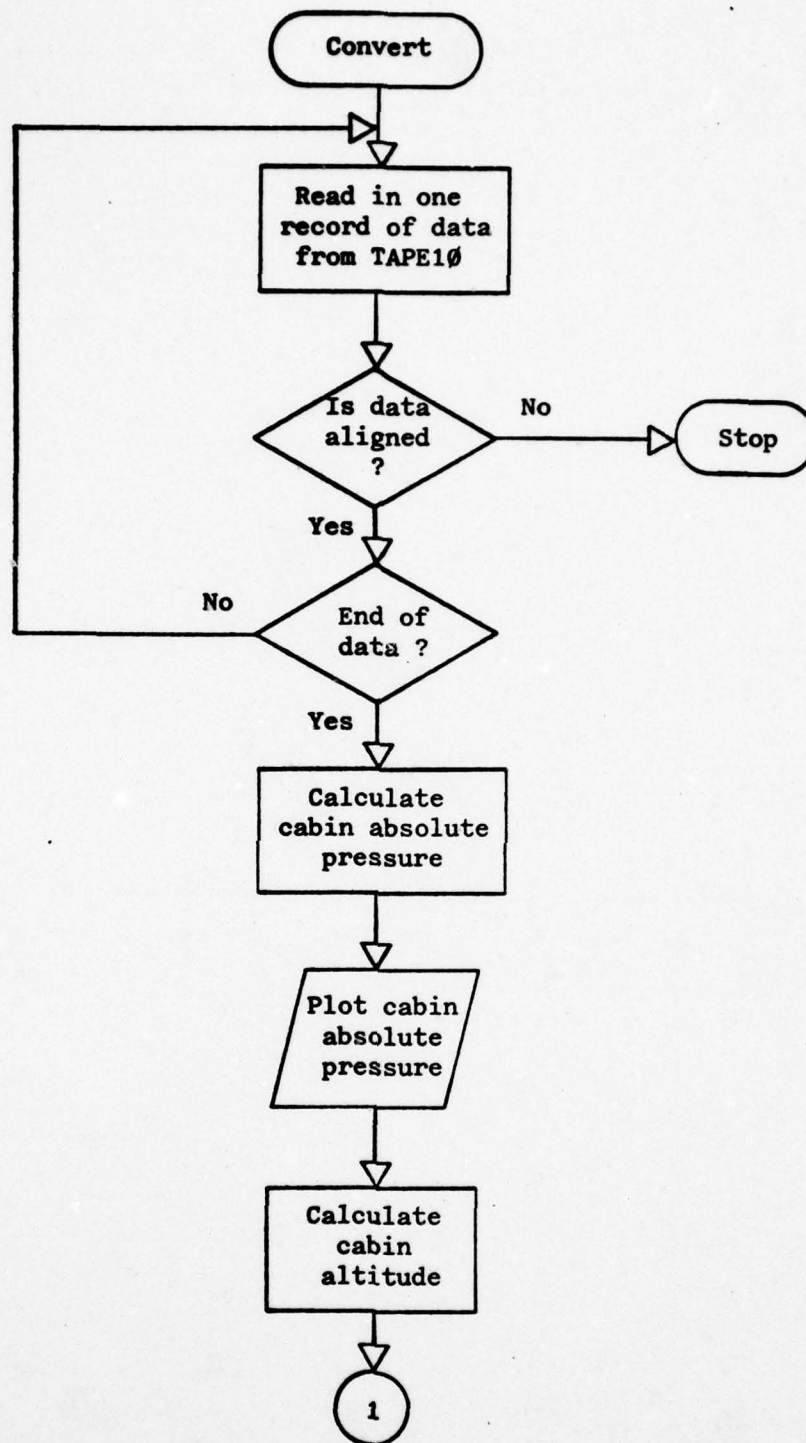 Convert
Read in one
record of data
from TAPE1Ø
Is data
aligned
?
No
Stop
Yes
No
End of
data ?
Yes
Calculate
cabin absolute
pressure
Plot cabin
absolute
pressure
Calculate
cabin
altitude
1